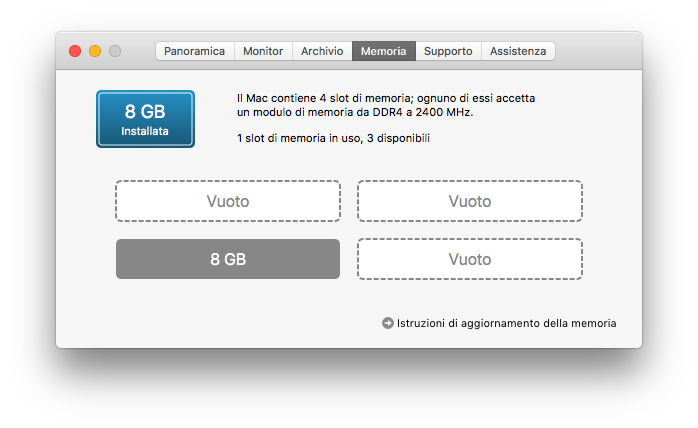 Panoramica Monitor Archivio Memoria Supporto Assistenza
8 GB
Installata
Il Mac contiene 4 slot di memoria; ognuno di essi accetta
un modulo di memoria da DDR4 a 2400 MHz.
1 slot di memoria in uso, 3 disponibili
Vuoto Vuoto
8 GB Vuoto
Istruzioni di aggiornamento della memoria